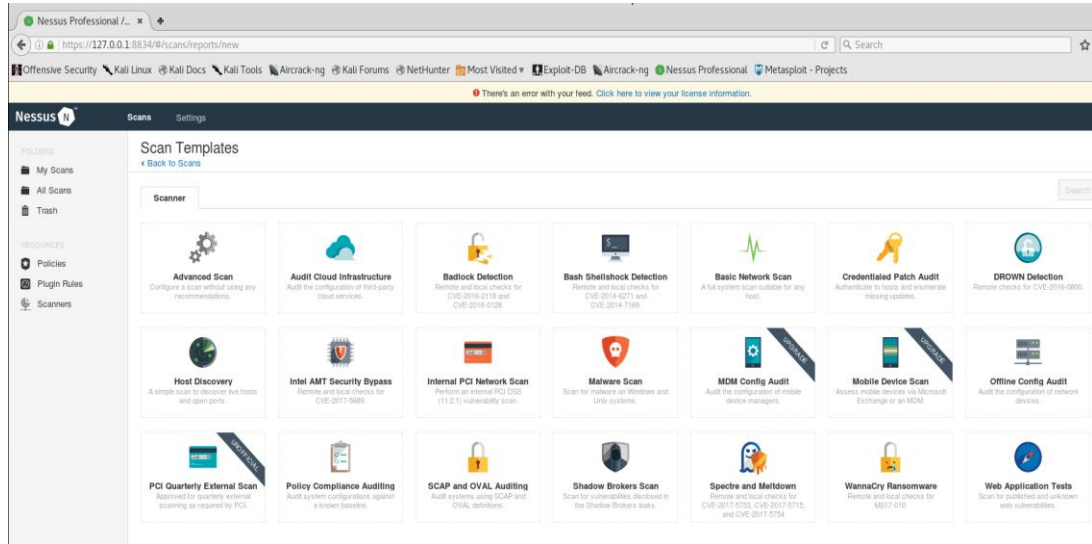 Nessus Professional /...
https://127.0.0.1:8834/#/scans/reports/new
Search
Offensive Security Kali Linux Kali Docs Kali Tools Aircrack-ng Kali Forums NetHunter Most Visited Exploit-DB Aircrack-ng Nessus Professional Metasploit - Projects
There's an error with your feed. Click here to view your license information.
Nessus N Scans Settings
FOLDERS
My Scans
All Scans
Trash
RESOURCES
Policies
Plugin Rules
Scanners
Scan Templates
Back to Scans
Scanner
Search
Advanced Scan
Configure a scan without using any
recommendations.
Audit Cloud Infrastructure
Audit the configuration of third-party
cloud services.
Badlock Detection
Remote and local checks for
CVE-2016-2118 and
CVE-2016-0128.
Bash Shellshock Detection
Remote and local checks for
CVE-2014-6271 and
CVE-2014-7169.
Basic Network Scan
A full system scan suitable for any
host.
Credentialed Patch Audit
Authenticate to hosts and enumerate
missing updates.
DROWN Detection
Remote checks for CVE-2016-0800.
Host Discovery
A simple scan to discover live hosts
and open ports.
Intel AMT Security Bypass
Remote and local checks for
CVE-2017-5689.
Internal PCI Network Scan
Perform an internal PCI DSS
(11.2.1) vulnerability scan.
Malware Scan
Scan for malware on Windows and
Unix systems.
UPGRADE
MDM Config Audit
Audit the configuration of mobile
device managers.
UPGRADE
Mobile Device Scan
Assess mobile devices via Microsoft
Exchange or an MDM.
Offline Config Audit
Audit the configuration of network
devices.
UNOFFICIAL
PCI Quarterly External Scan
Approved for quarterly external
scanning as required by PCI.
Policy Compliance Auditing
Audit system configurations against
a known baseline.
SCAP and OVAL Auditing
Audit systems using SCAP and
OVAL definitions.
Shadow Brokers Scan
Scan for vulnerabilities disclosed in
the Shadow Brokers leaks.
Spectre and Meltdown
Remote and local checks for
CVE-2017-5753, CVE-2017-5715,
and CVE-2017-5754
WannaCry Ransomware
Remote and local checks for
MS17-010.
Web Application Tests
Scan for published and unknown
web vulnerabilities.